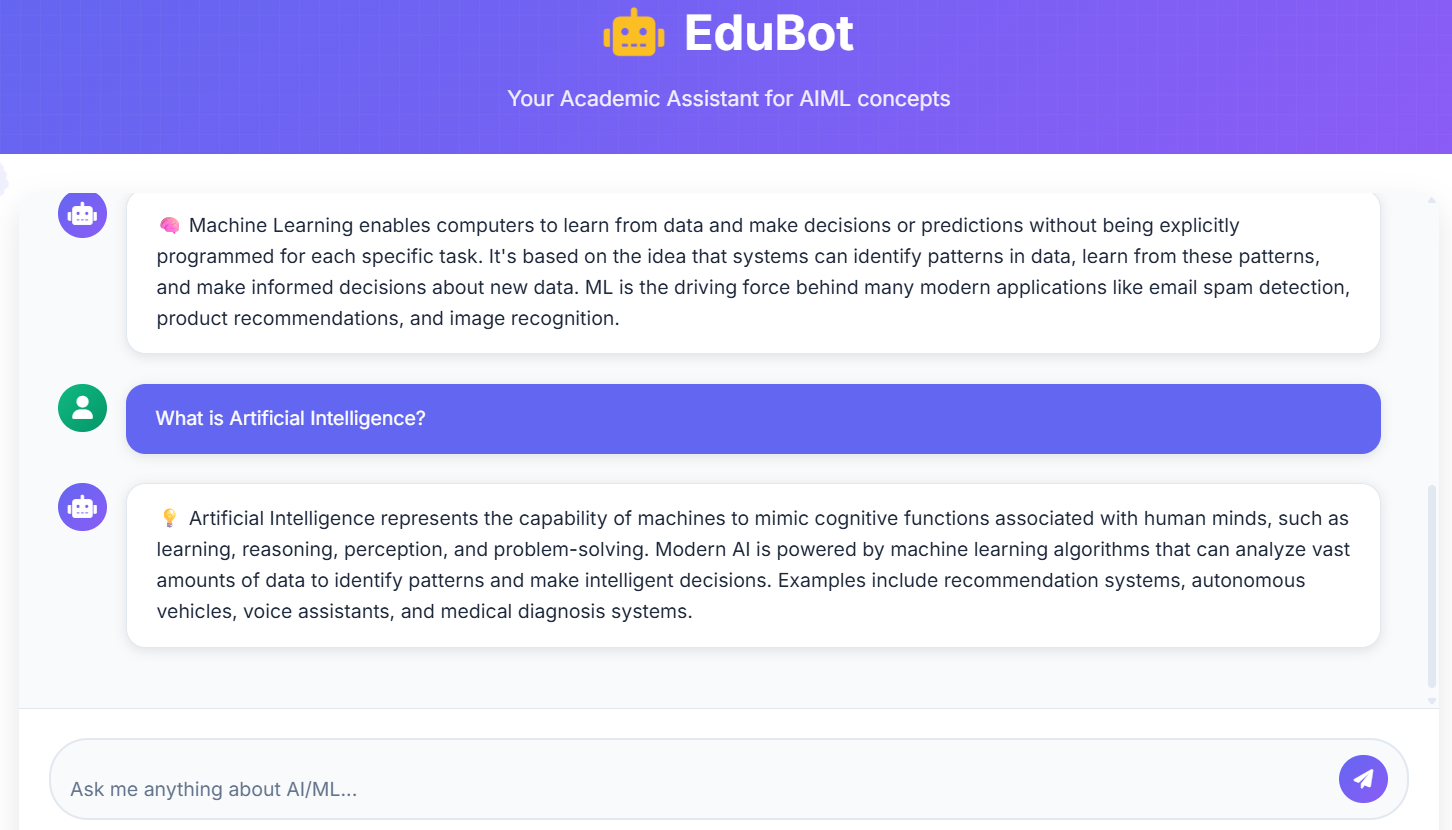 EduBot
Your Academic Assistant for AIML concepts
🧠 Machine Learning enables computers to learn from data and make decisions or predictions without being explicitly
programmed for each specific task. It's based on the idea that systems can identify patterns in data, learn from these patterns,
and make informed decisions about new data. ML is the driving force behind many modern applications like email spam detection,
product recommendations, and image recognition.
What is Artificial Intelligence?
💡 Artificial Intelligence represents the capability of machines to mimic cognitive functions associated with human minds, such as
learning, reasoning, perception, and problem-solving. Modern AI is powered by machine learning algorithms that can analyze vast
amounts of data to identify patterns and make intelligent decisions. Examples include recommendation systems, autonomous
vehicles, voice assistants, and medical diagnosis systems.
Ask me anything about AI/ML...